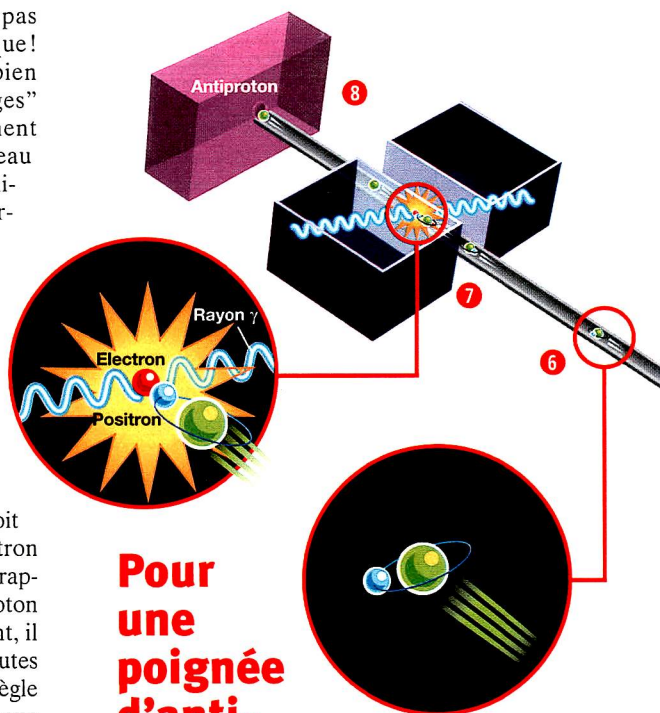 pas
ue!
bien
ges”
ment
eau
i-
r-
Antiproton
8
7
6
Rayon γ
Electron
Positron
oit
tron
rap-
oton
nt, il
utes
ègle
Pour
une
poignée
d'anti-